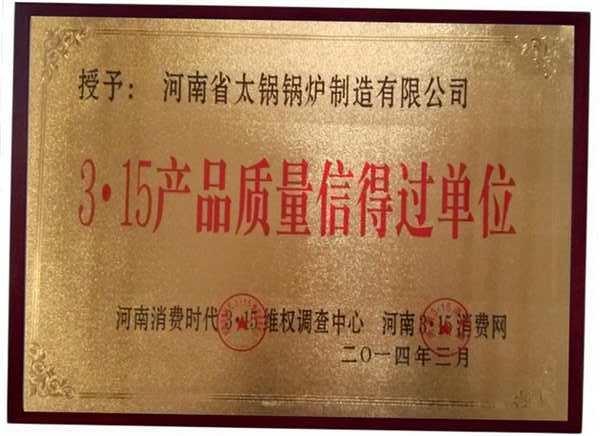 授予：河南省太锅锅炉制造有限公司
3·15产品质量信得过单位
河南消费时代3·15维权调查中心 河南3·15消费网
二〇一四年三月